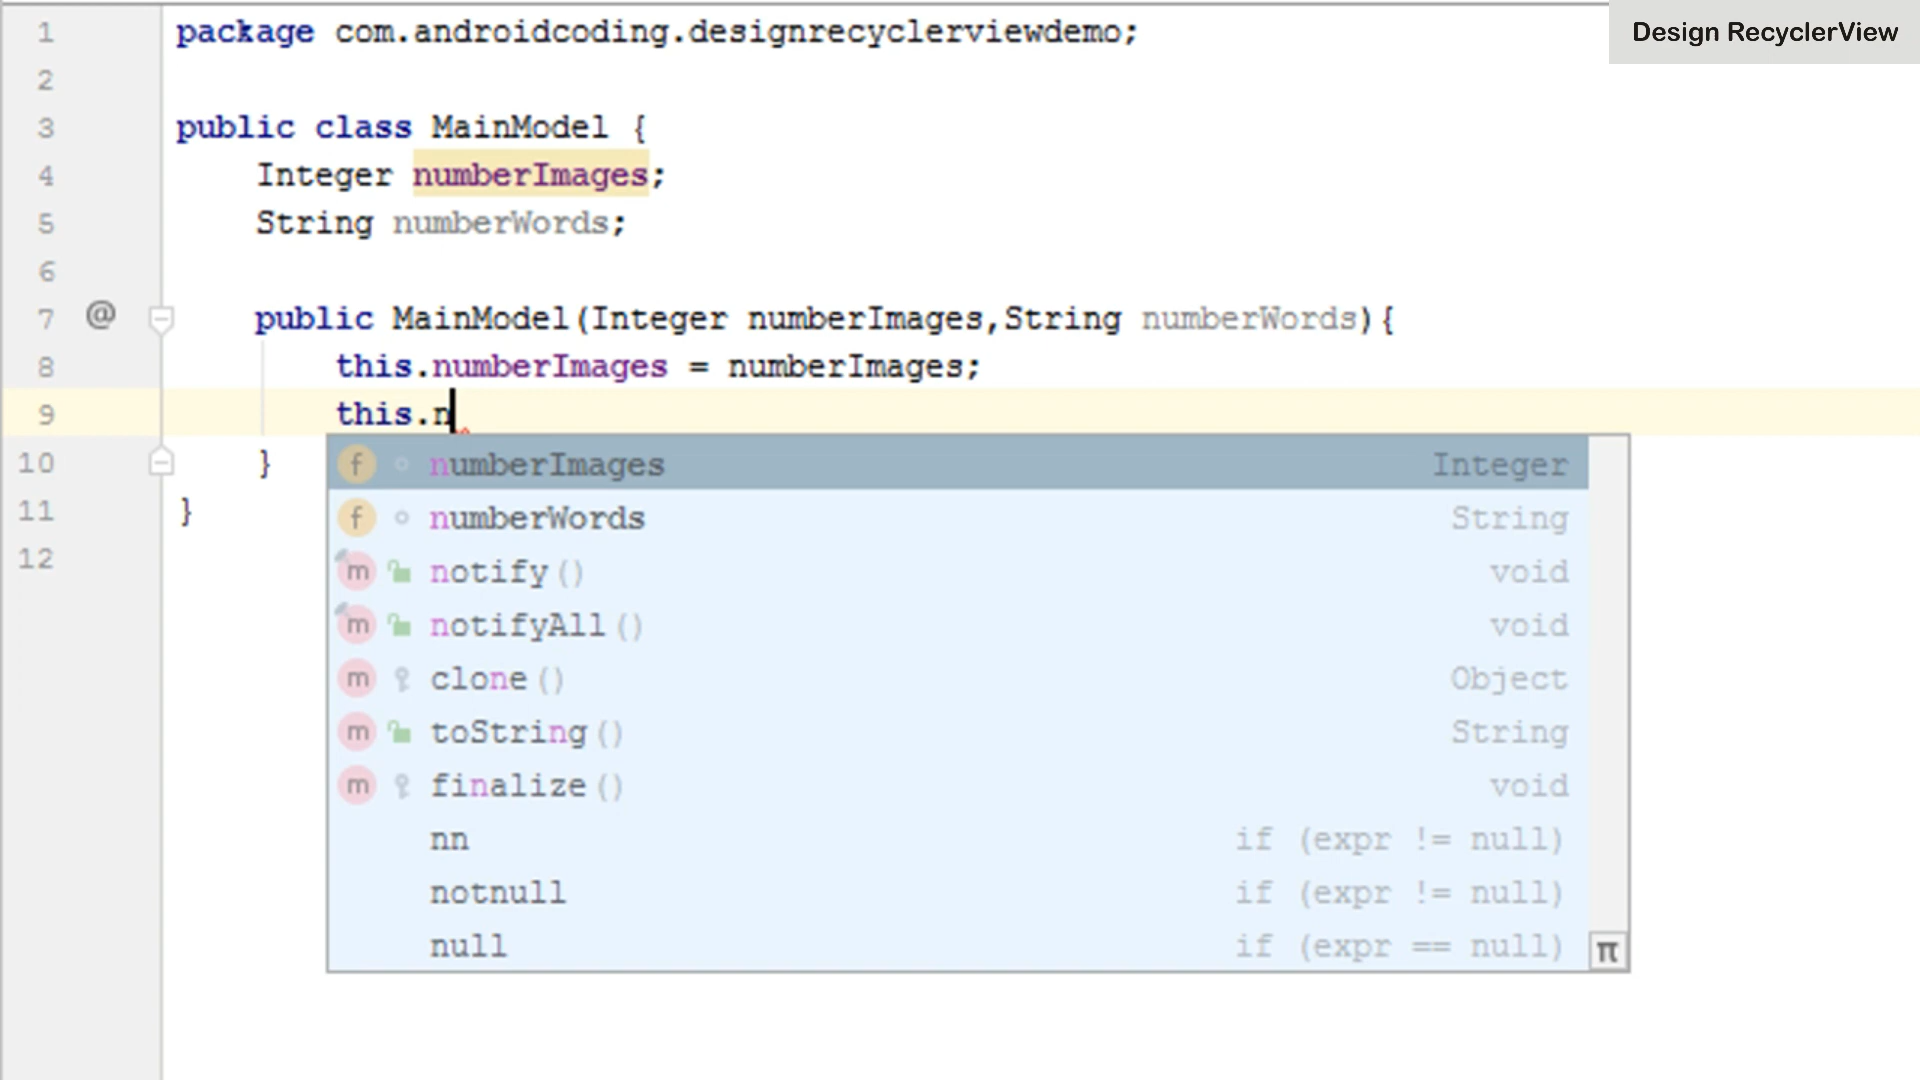 Design RecyclerView
1 package com.androidcoding.designrecyclerviewdemo;
2
3 public class MainModel {
4 Integer numberImages;
5 String numberWords;
6
7 @ public MainModel(Integer numberImages,String numberWords){
8 this.numberImages = numberImages;
9 this.n
10 }
11 }
12
f numberImages Integer
f numberWords String
m notify() void
m notifyAll() void
m clone() Object
m toString() String
m finalize() void
nn if (expr != null)
notnull if (expr != null)
null if (expr == null)
π